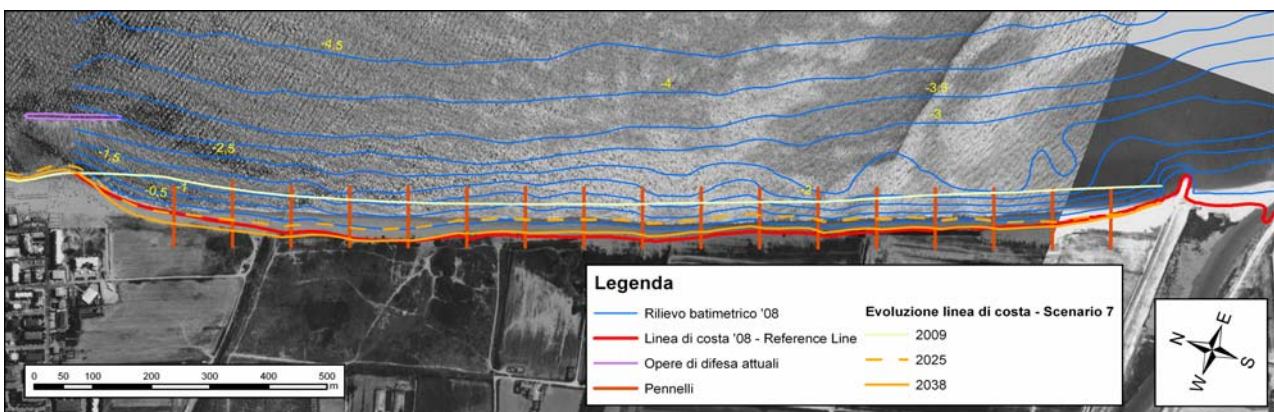 -4,5
-4
-3,5
-3
-2,5
-2
-1,5
-1
-0,5
Legenda
Rilievo batimetrico '08
Linea di costa '08 - Reference Line
Opere di difesa attuali
Pennelli
Evoluzione linea di costa - Scenario 7
2009
2025
2038
0 50 100 200 300 400 500
m
N
E
S
W